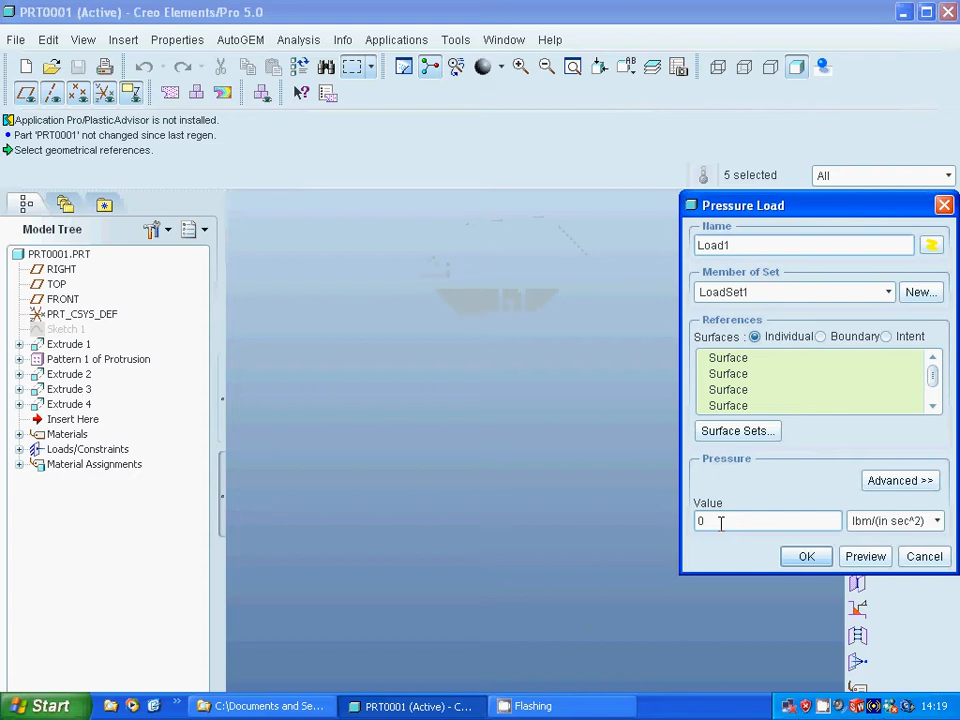 PRT0001 (Active) - Creo Elements/Pro 5.0
File Edit View Insert Properties AutoGEM Analysis Info Applications Tools Window Help
Application Pro/PlasticAdvisor is not installed.
Part 'PRT0001' not changed since last regen.
Select geometrical references.
5 selected All
Model Tree
PRT0001.PRT
RIGHT
TOP
FRONT
PRT_CSYS_DEF
Sketch 1
Extrude 1
Pattern 1 of Protrusion
Extrude 2
Extrude 3
Extrude 4
Insert Here
Materials
Loads/Constraints
Material Assignments
Pressure Load
Name
Load1
Member of Set
LoadSet1 New...
References
Surfaces : Individual Boundary Intent
Surface
Surface
Surface
Surface
Surface Sets...
Pressure
Advanced >>
Value
0 lbm/(in sec^2)
OK Preview Cancel
Start C:\Documents and Se... PRT0001 (Active) - C... Flashing 14:19